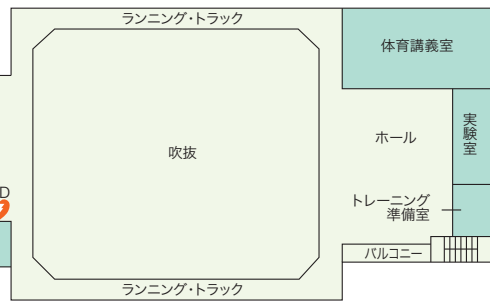 ランニング・トラック
体育講義室
実験室
ホール
吹抜
D
トレーニング
準備室
バルコニー
ランニング・トラック